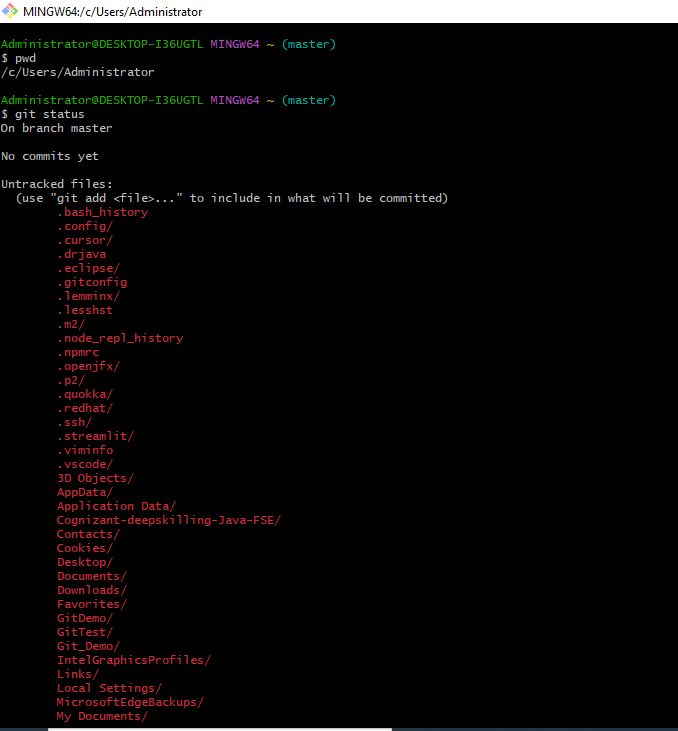 MINGW64:/c/Users/Administrator
Administrator@DESKTOP-I36UGTL MINGW64 ~ (master)
$ pwd
/c/Users/Administrator
Administrator@DESKTOP-I36UGTL MINGW64 ~ (master)
$ git status
On branch master
No commits yet
Untracked files:
  (use "git add <file>..." to include in what will be committed)
        .bash_history
        .config/
        .cursor/
        .drjava
        .eclipse/
        .gitconfig
        .lemminx/
        .lesshst
        .m2/
        .node_repl_history
        .npmrc
        .openjfx/
        .p2/
        .quokka/
        .redhat/
        .ssh/
        .streamlit/
        .viminfo
        .vscode/
        3D Objects/
        AppData/
        Application Data/
        Cognizant-deepskilling-Java-FSE/
        Contacts/
        Cookies/
        Desktop/
        Documents/
        Downloads/
        Favorites/
        GitDemo/
        GitTest/
        Git_Demo/
        IntelGraphicsProfiles/
        Links/
        Local Settings/
        MicrosoftEdgeBackups/
        My Documents/